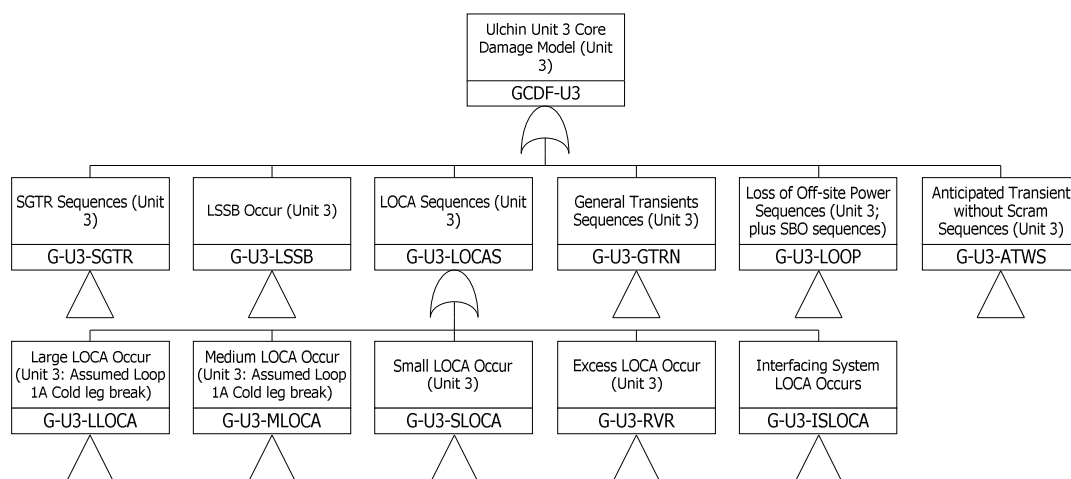 Ulchin Unit 3 Core
Damage Model (Unit
3)
GCDF-U3
SGTR Sequences (Unit
3)
G-U3-SGTR
LSSB Occur (Unit 3)
G-U3-LSSB
LOCA Sequences (Unit
3)
G-U3-LOCAS
General Transients
Sequences (Unit 3)
G-U3-GTRN
Loss of Off-site Power
Sequences (Unit 3;
plus SBO sequences)
G-U3-LOOP
Anticipated Transient
without Scram
Sequences (Unit 3)
G-U3-ATWS
Large LOCA Occur
(Unit 3: Assumed Loop
1A Cold leg break)
G-U3-LLOCA
Medium LOCA Occur
(Unit 3: Assumed Loop
1A Cold leg break)
G-U3-MLOCA
Small LOCA Occur
(Unit 3)
G-U3-SLOCA
Excess LOCA Occur
(Unit 3)
G-U3-RVR
Interfacing System
LOCA Occurs
G-U3-ISLOCA